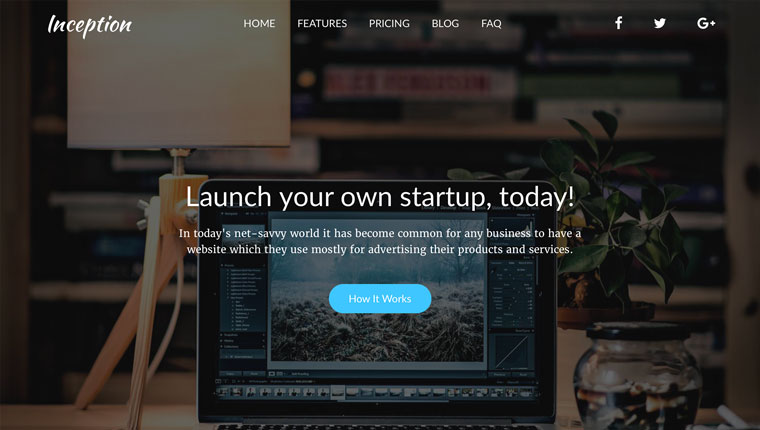 Inception
HOME FEATURES PRICING BLOG FAQ
Launch your own startup, today!
In today's net-savvy world it has become common for any business to have a
website which they use mostly for advertising their products and services.
How It Works